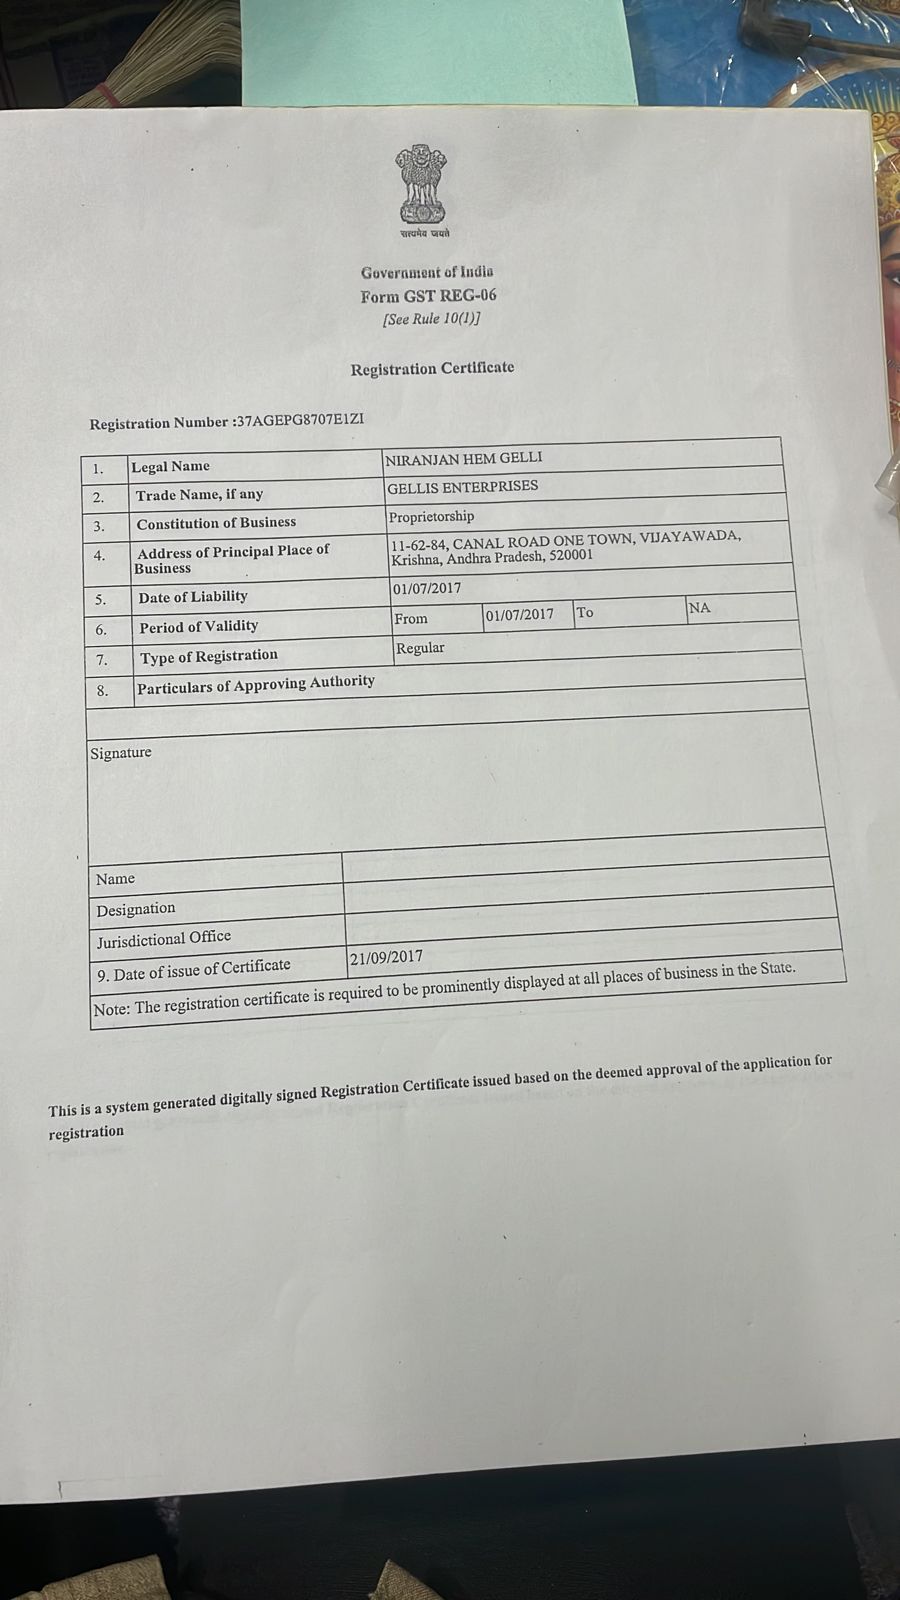 सत्यमेव जयते
Government of India
Form GST REG-06
[See Rule 10(1)]
Registration Certificate
Registration Number :37AGEPG8707E1ZI
1. Legal Name NIRANJAN HEM GELLI
2. Trade Name, if any GELLIS ENTERPRISES
3. Constitution of Business Proprietorship
4. Address of Principal Place of
Business
11-62-84, CANAL ROAD ONE TOWN, VIJAYAWADA,
Krishna, Andhra Pradesh, 520001
5. Date of Liability 01/07/2017
6. Period of Validity From 01/07/2017 To NA
7. Type of Registration Regular
8. Particulars of Approving Authority
Signature
Name
Designation
Jurisdictional Office
9. Date of issue of Certificate 21/09/2017
Note: The registration certificate is required to be prominently displayed at all places of business in the State.
This is a system generated digitally signed Registration Certificate issued based on the deemed approval of the application for
registration